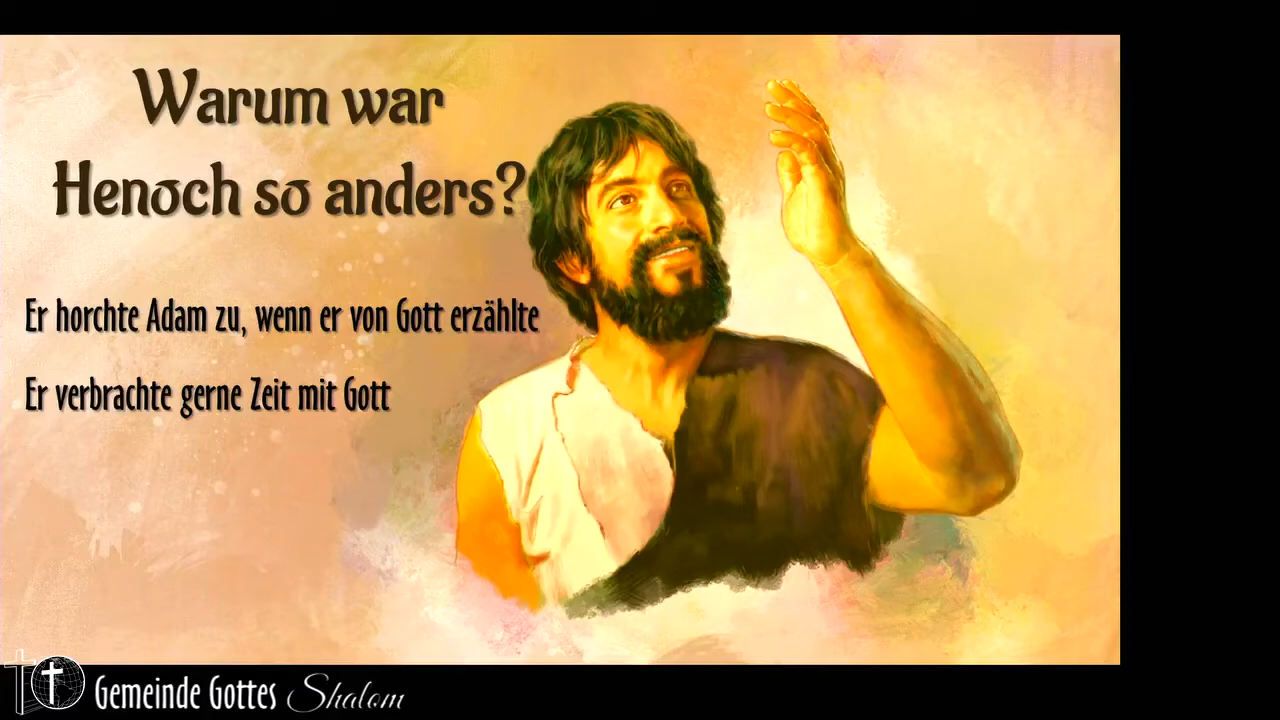 Warum war
Henoch so anders?
Er horchte Adam zu, wenn er von Gott erzählte
Er verbrachte gerne Zeit mit Gott
Gemeinde Gottes Shalom